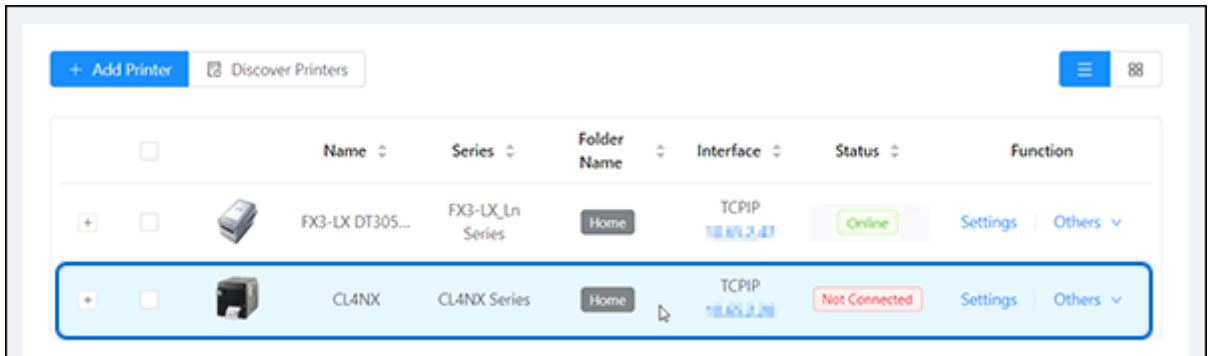 + Add Printer
Discover Printers
Name
Series
Folder
Name
Interface
Status
Function
FX3-LX DT305...
FX3-LX_Ln
Series
Home
TCPIP
Online
Settings
Others
CL4NX
CL4NX Series
Home
TCPIP
Not Connected
Settings
Others